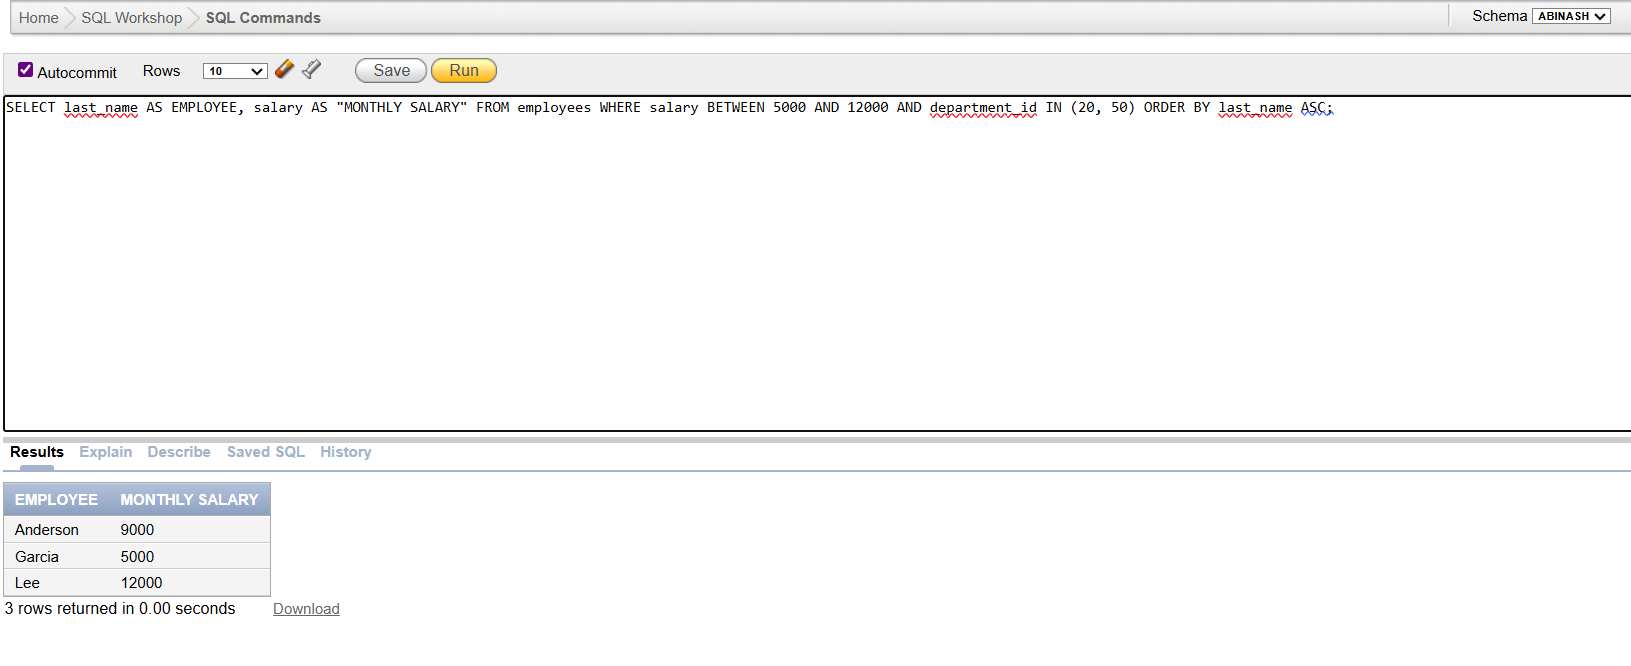 Home SQL Workshop SQL Commands Schema ABINASH
Autocommit Rows 10 Save Run
SELECT last_name AS EMPLOYEE, salary AS "MONTHLY SALARY" FROM employees WHERE salary BETWEEN 5000 AND 12000 AND department_id IN (20, 50) ORDER BY last_name ASC;
Results Explain Describe Saved SQL History
EMPLOYEE MONTHLY SALARY
Anderson 9000
Garcia 5000
Lee 12000
3 rows returned in 0.00 seconds Download